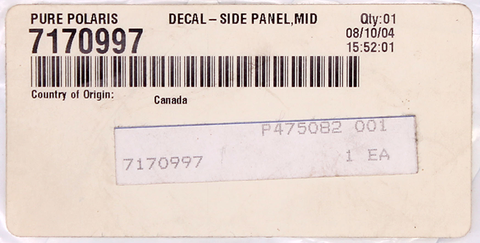 PURE POLARIS DECAL-SIDE PANEL,MID Qly:01
7170997 08/10/04
15:52:01
Country of Origin: Canada
P475082 001
7170997 1 EA